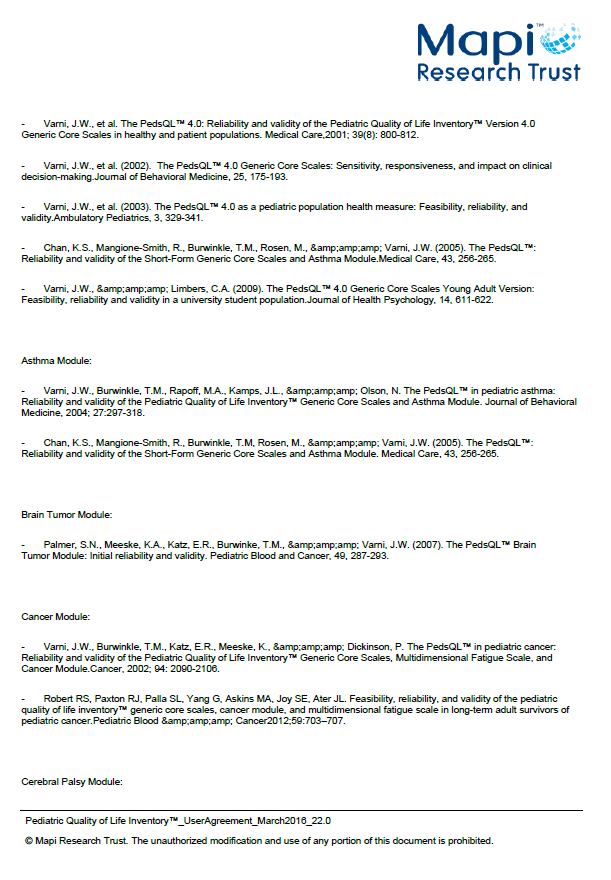 Mapi™
Research Trust
- Varni, J.W., et al. The PedsQL™ 4.0: Reliability and validity of the Pediatric Quality of Life Inventory™ Version 4.0
Generic Core Scales in healthy and patient populations. Medical Care,2001; 39(8): 800-812.
- Varni, J.W., et al. (2002). The PedsQL™ 4.0 Generic Core Scales: Sensitivity, responsiveness, and impact on clinical
decision-making.Journal of Behavioral Medicine, 25, 175-193.
- Varni, J.W., et al. (2003). The PedsQL™ 4.0 as a pediatric population health measure: Feasibility, reliability, and
validity.Ambulatory Pediatrics, 3, 329-341.
- Chan, K.S., Mangione-Smith, R., Burwinkle, T.M., Rosen, M., &amp;amp;amp; Varni, J.W. (2005). The PedsQL™:
Reliability and validity of the Short-Form Generic Core Scales and Asthma Module.Medical Care, 43, 256-265.
- Varni, J.W., &amp;amp;amp; Limbers, C.A. (2009). The PedsQL™ 4.0 Generic Core Scales Young Adult Version:
Feasibility, reliability and validity in a university student population.Journal of Health Psychology, 14, 611-622.
Asthma Module:
- Varni, J.W., Burwinkle, T.M., Rapoff, M.A., Kamps, J.L., &amp;amp;amp; Olson, N. The PedsQL™ in pediatric asthma:
Reliability and validity of the Pediatric Quality of Life Inventory™ Generic Core Scales and Asthma Module. Journal of Behavioral
Medicine, 2004; 27:297-318.
- Chan, K.S., Mangione-Smith, R., Burwinkle, T.M, Rosen, M., &amp;amp;amp; Varni, J.W. (2005). The PedsQL™:
Reliability and validity of the Short-Form Generic Core Scales and Asthma Module. Medical Care, 43, 256-265.
Brain Tumor Module:
- Palmer, S.N., Meeske, K.A., Katz, E.R., Burwinke, T.M., &amp;amp;amp; Varni, J.W. (2007). The PedsQL™ Brain
Tumor Module: Initial reliability and validity. Pediatric Blood and Cancer, 49, 287-293.
Cancer Module:
- Varni, J.W., Burwinkle, T.M., Katz, E.R., Meeske, K., &amp;amp;amp; Dickinson, P. The PedsQL™ in pediatric cancer:
Reliability and validity of the Pediatric Quality of Life Inventory™ Generic Core Scales, Multidimensional Fatigue Scale, and
Cancer Module.Cancer, 2002; 94: 2090-2106.
- Robert RS, Paxton RJ, Palla SL, Yang G, Askins MA, Joy SE, Ater JL. Feasibility, reliability, and validity of the pediatric
quality of life inventory™ generic core scales, cancer module, and multidimensional fatigue scale in long-term adult survivors of
pediatric cancer.Pediatric Blood &amp;amp;amp; Cancer2012;59:703–707.
Cerebral Palsy Module:
Pediatric Quality of Life Inventory™_UserAgreement_March2016_22.0
© Mapi Research Trust. The unauthorized modification and use of any portion of this document is prohibited.